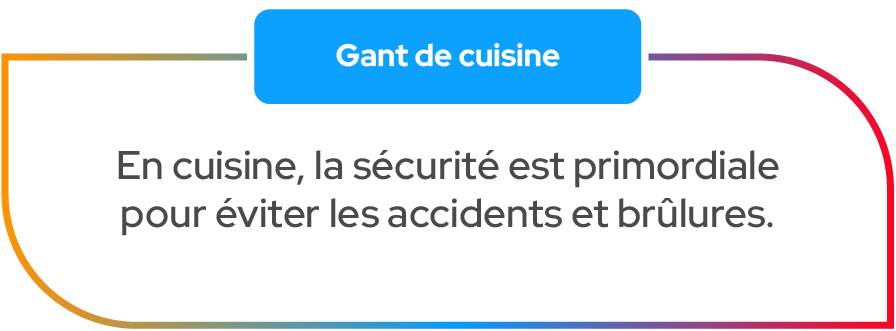 Gant de cuisine
En cuisine, la sécurité est primordiale
pour éviter les accidents et brûlures.